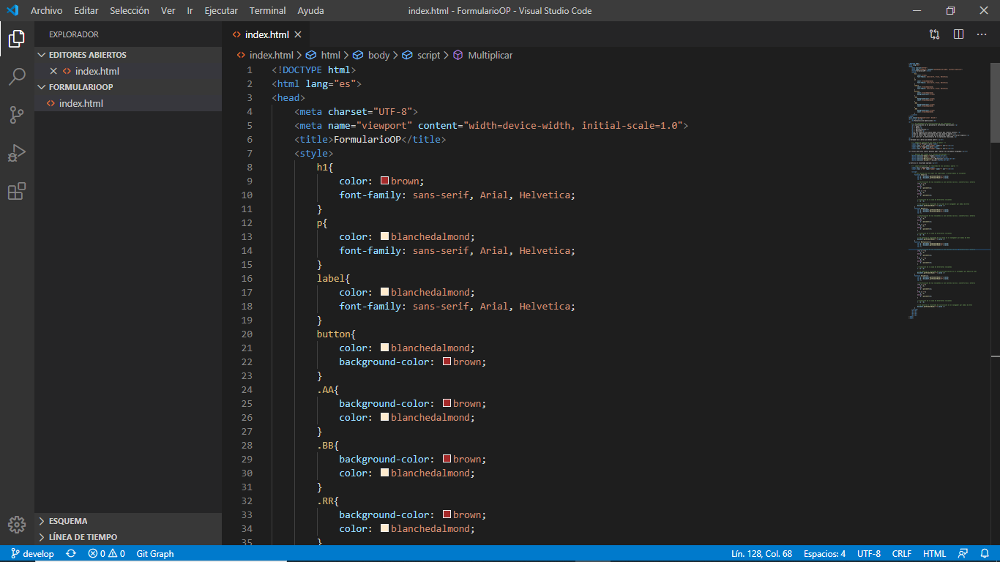 Archivo Editar Selección Ver Ir Ejecutar Terminal Ayuda
index.html - FormularioOP - Visual Studio Code
EXPLORADOR
EDITORES ABIERTOS
index.html
FORMULARIOOP
index.html
ESQUEMA
LÍNEA DE TIEMPO
index.html
index.html > html > body > script > Multiplicar
1 <!DOCTYPE html>
2 <html lang="es">
3 <head>
4 <meta charset="UTF-8">
5 <meta name="viewport" content="width=device-width, initial-scale=1.0">
6 <title>FormularioOP</title>
7 <style>
8 h1{
9 color: brown;
10 font-family: sans-serif, Arial, Helvetica;
11 }
12 p{
13 color: blanchedalmond;
14 font-family: sans-serif, Arial, Helvetica;
15 }
16 label{
17 color: blanchedalmond;
18 font-family: sans-serif, Arial, Helvetica;
19 }
20 button{
21 color: blanchedalmond;
22 background-color: brown;
23 }
24 .AA{
25 background-color: brown;
26 color: blanchedalmond;
27 }
28 .BB{
29 background-color: brown;
30 color: blanchedalmond;
31 }
32 .RR{
33 background-color: brown;
34 color: blanchedalmond;
35 }
develop 0 0 Git Graph
Lín. 128, Col. 68 Espacios: 4 UTF-8 CRLF HTML